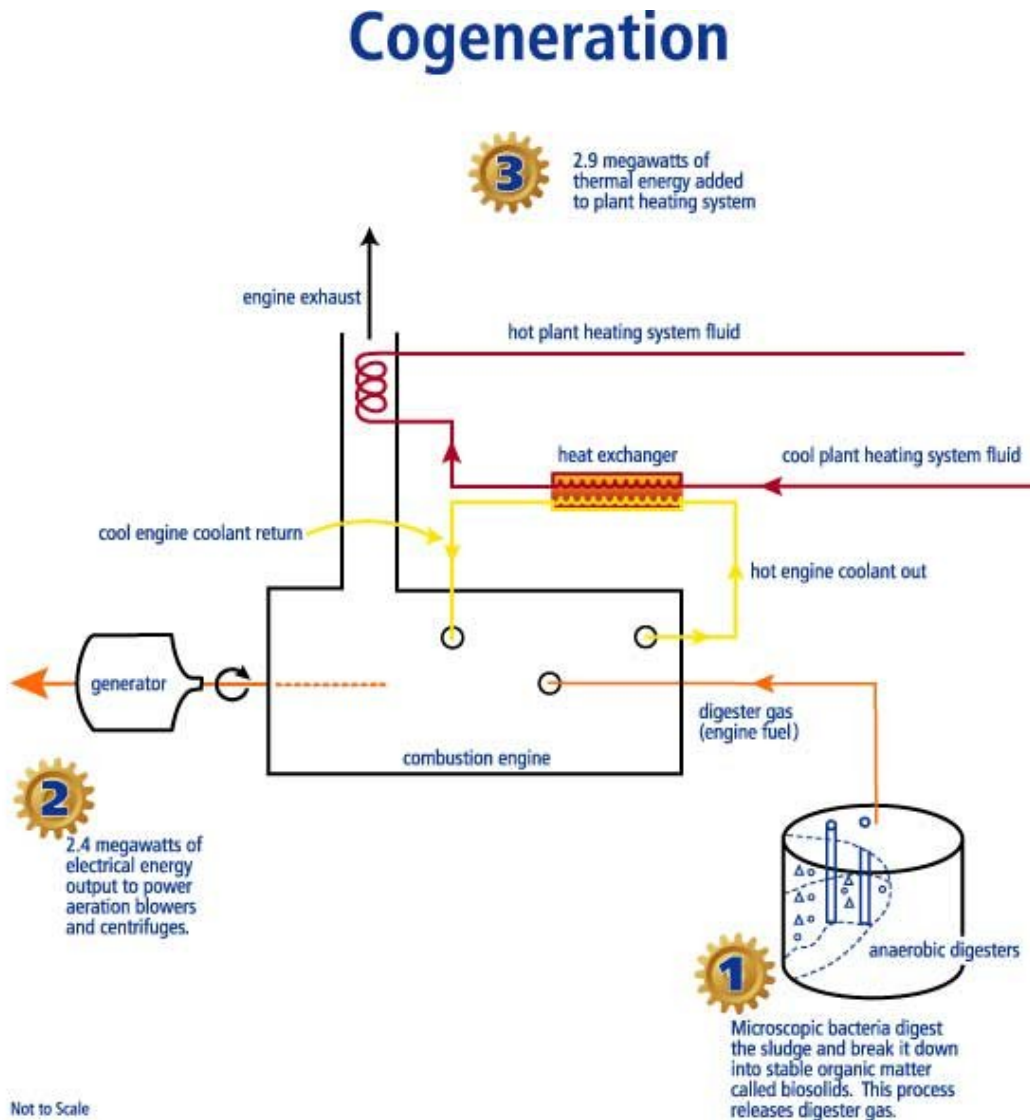 Cogeneration
3
2.9 megawatts of
thermal energy added
to plant heating system
engine exhaust
hot plant heating system fluid
heat exchanger
cool plant heating system fluid
cool engine coolant return
hot engine coolant out
generator
digester gas
(engine fuel)
combustion engine
2
2.4 megawatts of
electrical energy
output to power
aeration blowers
and centrifuges.
anaerobic digesters
1
Microscopic bacteria digest
the sludge and break it down
into stable organic matter
called biosolids. This process
releases digester gas.
Not to Scale